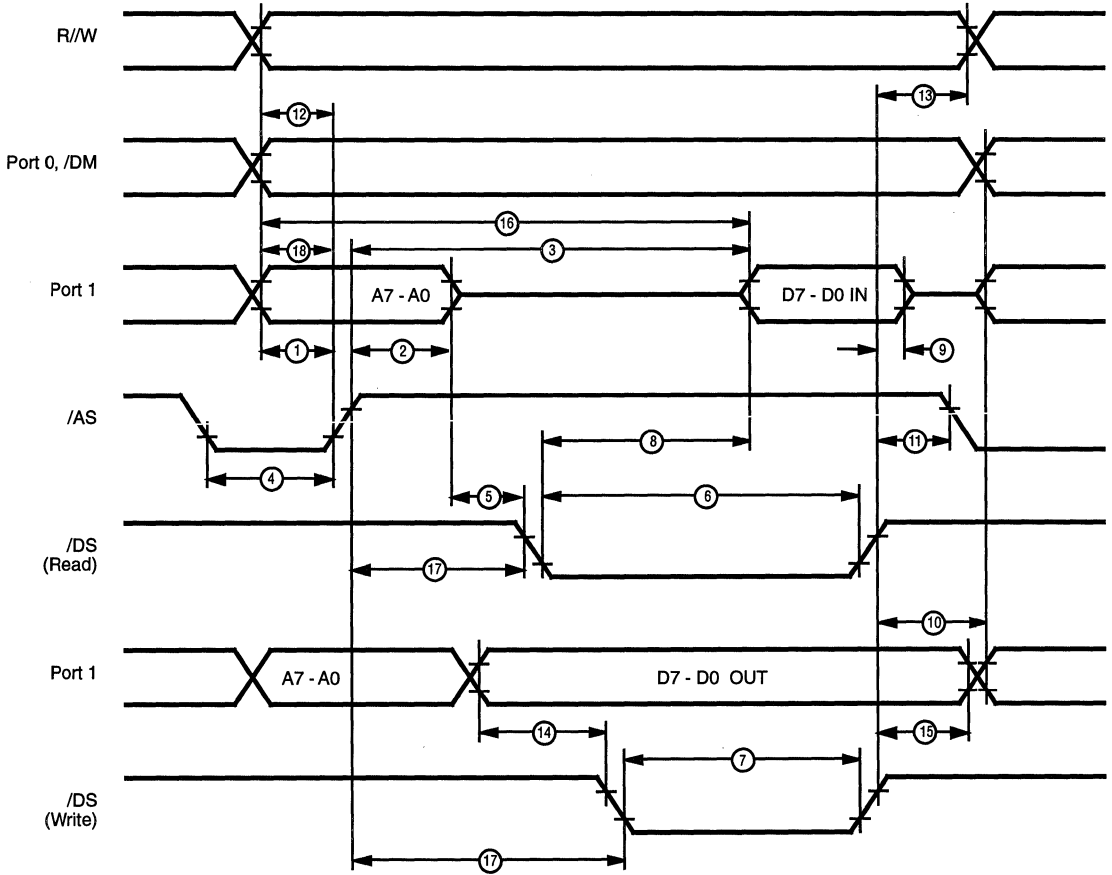 R//W
13
12
Port 0, /DM
16
18
3
Port 1
A7 - A0
D7 - D0 IN
1
2
9
/AS
8
11
4
5
6
/DS
(Read)
17
10
Port 1
A7 - A0
D7 - D0 OUT
14
15
7
/DS
(Write)
17